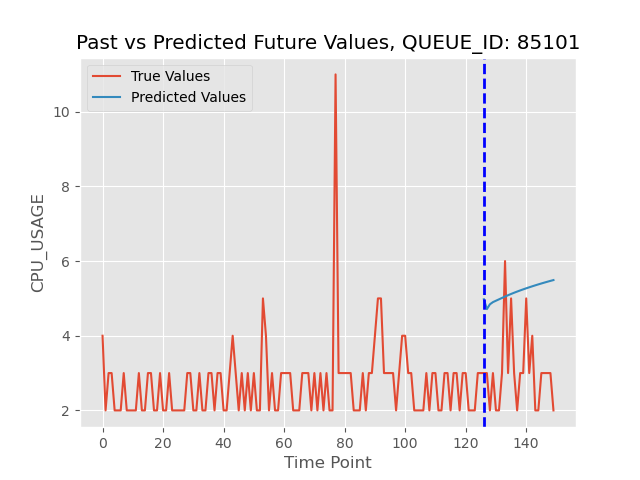 Past vs Predicted Future Values, QUEUE_ID: 85101
True Values
Predicted Values
CPU_USAGE
10
8
6
4
2
0 20 40 60 80 100 120 140
Time Point